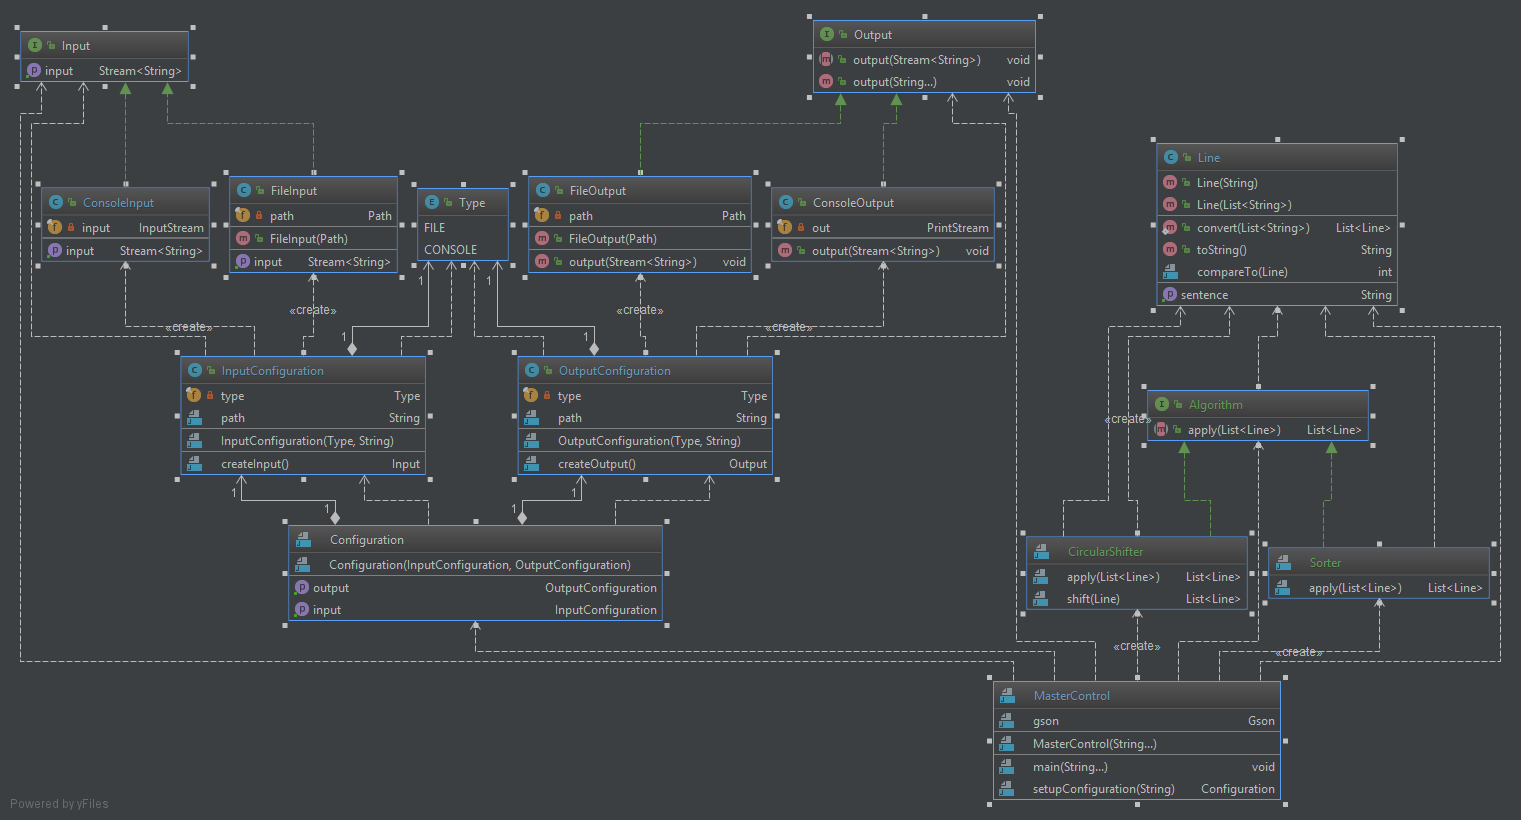 Input
input Stream<String>
Output
output(Stream<String>) void
output(String...) void
ConsoleInput
input InputStream
input Stream<String>
FileInput
path Path
FileInput(Path)
input Stream<String>
Type
FILE
CONSOLE
FileOutput
path Path
FileOutput(Path)
output(Stream<String>) void
ConsoleOutput
out PrintStream
output(Stream<String>) void
Line
Line(String)
Line(List<String>)
convert(List<String>) List<Line>
toString() String
compareTo(Line) int
sentence String
1
1
«create»
«create»
«create»
«create»
1
1
InputConfiguration
type Type
path String
InputConfiguration(Type, String)
createInput() Input
OutputConfiguration
type Type
path String
OutputConfiguration(Type, String)
createOutput() Output
Algorithm
apply(List<Line>) List<Line>
«create»
1
1
1
1
Configuration
Configuration(InputConfiguration, OutputConfiguration)
output OutputConfiguration
input InputConfiguration
CircularShifter
apply(List<Line>) List<Line>
shift(Line) List<Line>
Sorter
apply(List<Line>) List<Line>
«create»
«create»
MasterControl
gson Gson
MasterControl(String...)
main(String...) void
setupConfiguration(String) Configuration
Powered by yFiles